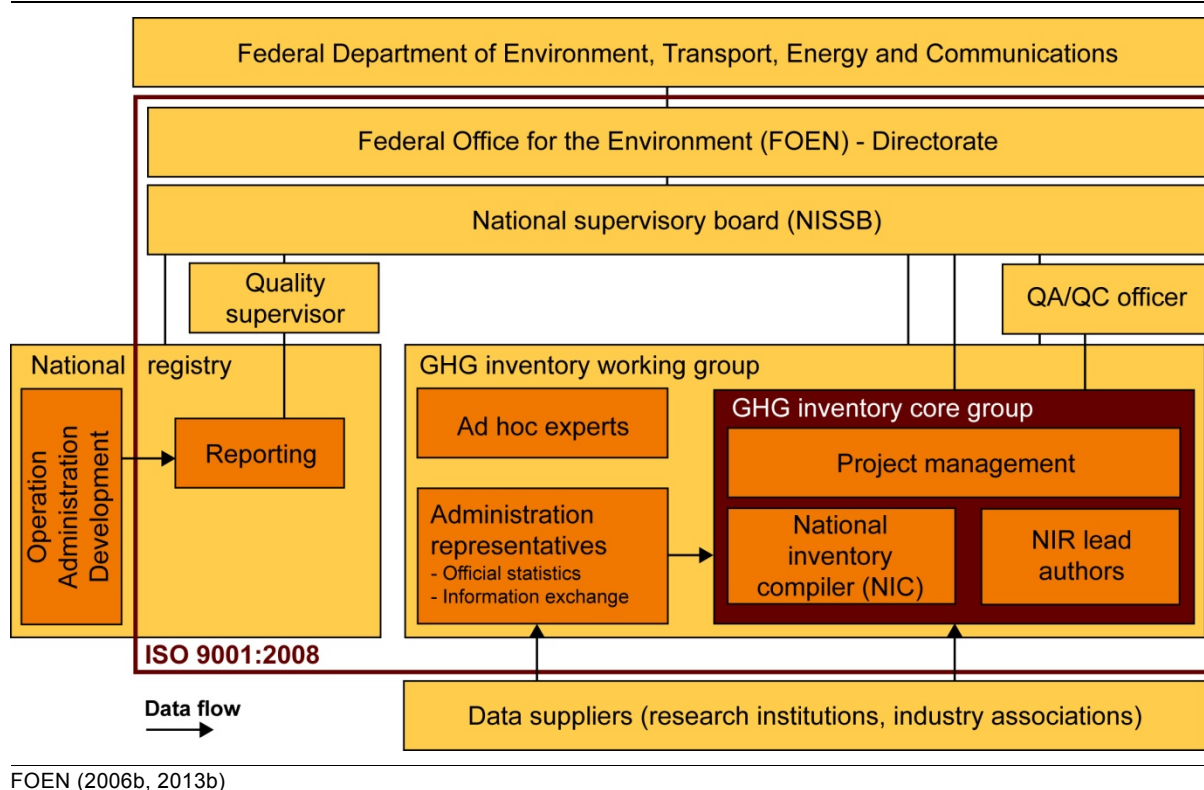 Federal Department of Environment, Transport, Energy and Communications
Federal Office for the Environment (FOEN) - Directorate
National supervisory board (NISSB)
Quality
supervisor
QA/QC officer
National registry
Operation
Administration
Development
Reporting
GHG inventory working group
Ad hoc experts
Administration
representatives
- Official statistics
- Information exchange
GHG inventory core group
Project management
National
inventory
compiler (NIC)
NIR lead
authors
ISO 9001:2008
Data flow
Data suppliers (research institutions, industry associations)
FOEN (2006b, 2013b)